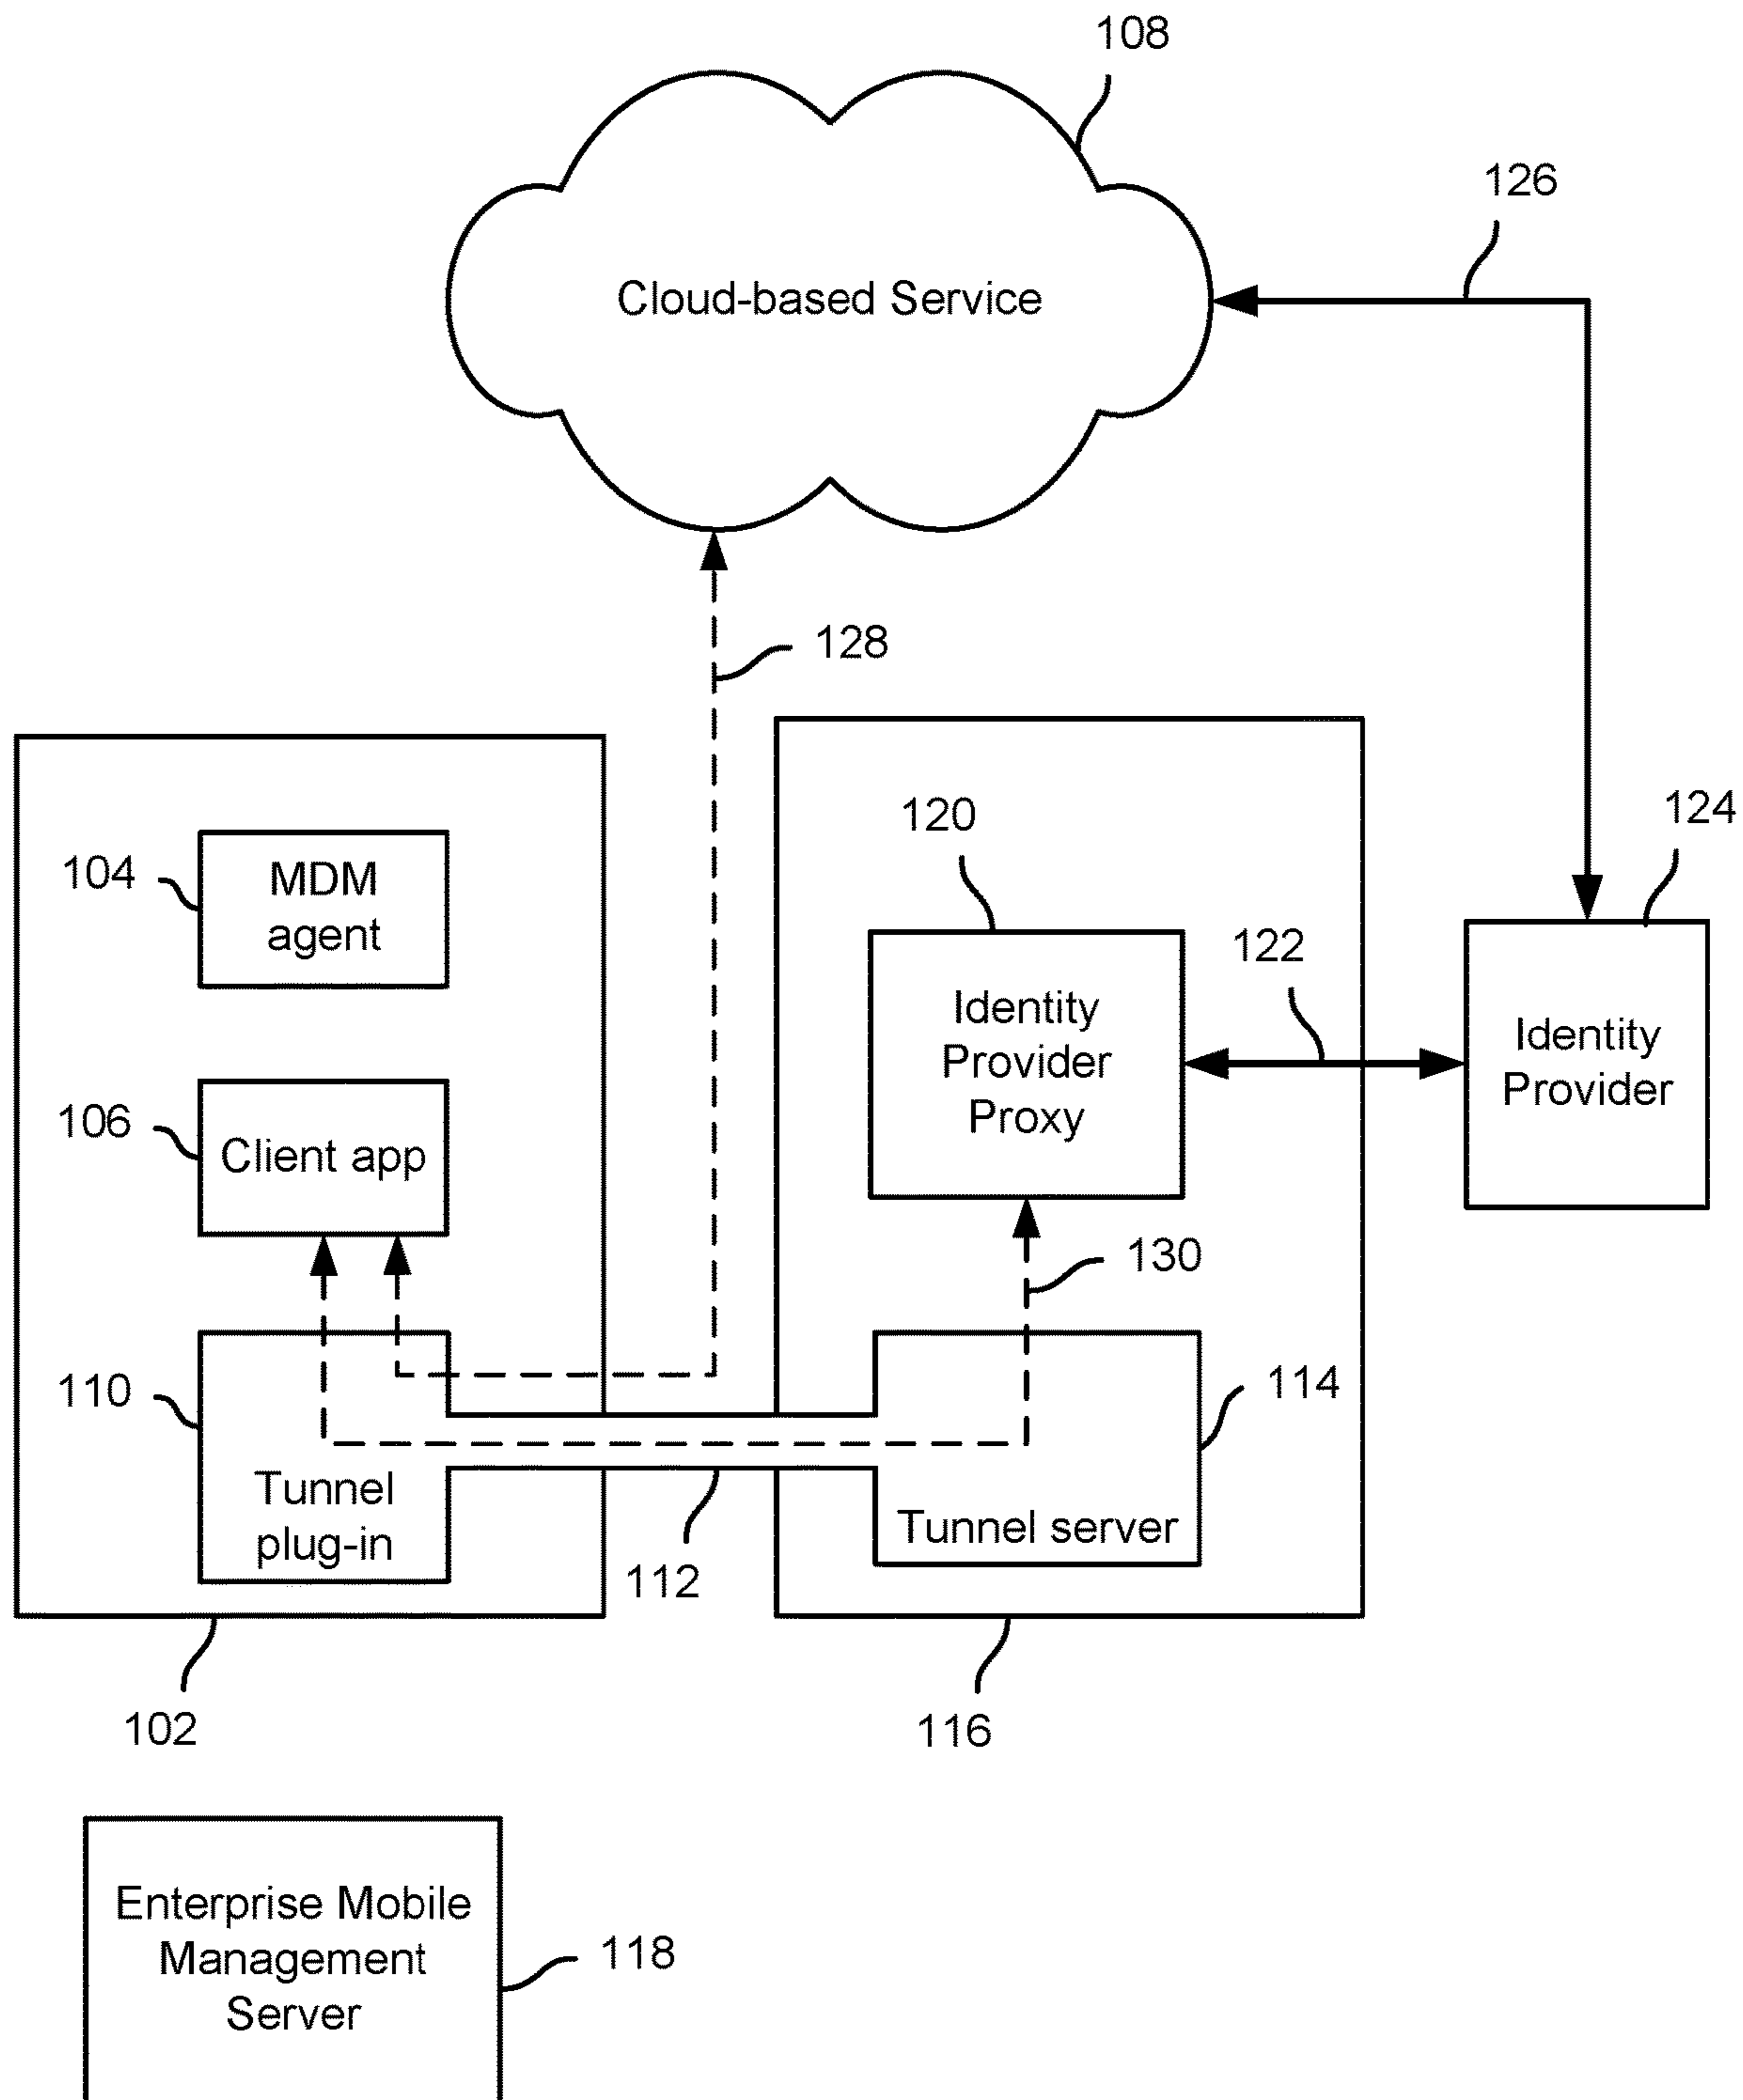 108
126
Cloud-based Service
128
124
120
104
MDM
agent
122
Identity
Provider
Proxy
Identity
Provider
106
Client app
130
110
114
Tunnel
plug-in
Tunnel server
112
102
116
Enterprise Mobile
Management
Server
118